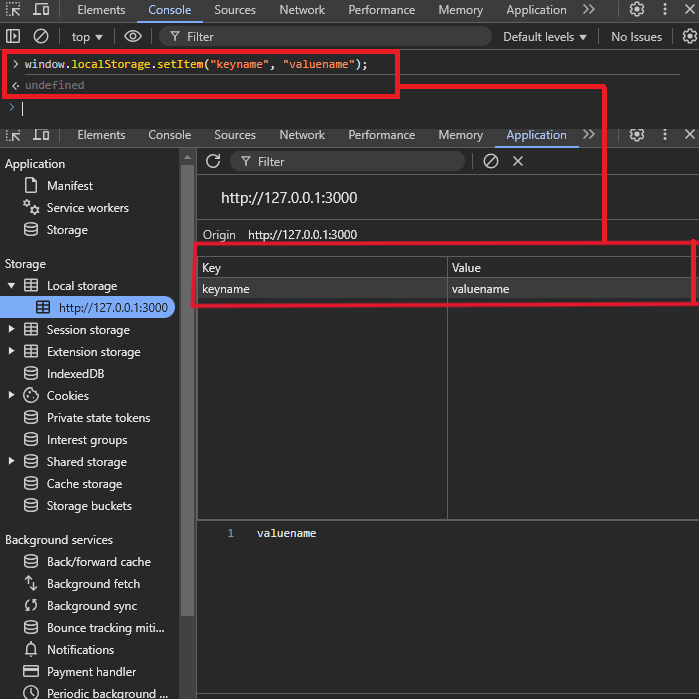 Elements Console Sources Network Performance Memory Application
top Filter Default levels No Issues
window.localStorage.setItem("keyname", "valuename");
undefined
Elements Console Sources Network Performance Memory Application
Application
Manifest
Service workers
Storage
Storage
Local storage
http://127.0.0.1:3000
Session storage
Extension storage
IndexedDB
Cookies
Private state tokens
Interest groups
Shared storage
Cache storage
Storage buckets
Background services
Back/forward cache
Background fetch
Background sync
Bounce tracking miti...
Notifications
Payment handler
Periodic background ...
Filter
http://127.0.0.1:3000
Origin http://127.0.0.1:3000
Key Value
keyname valuename
1 valuename